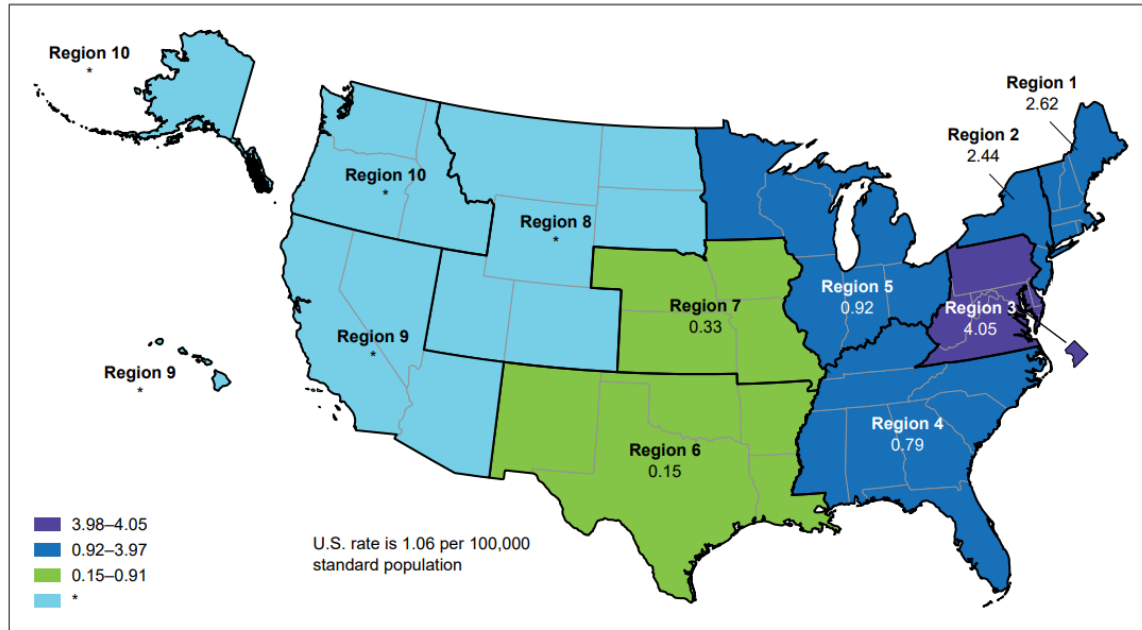 Region 10
*
Region 1
2.62
Region 2
2.44
Region 10
*
Region 8
*
Region 5
0.92
Region 7
0.33
Region 3
4.05
Region 9
*
Region 9
*
Region 4
0.79
Region 6
0.15
3.98–4.05
0.92–3.97
0.15–0.91
*
U.S. rate is 1.06 per 100,000
standard population